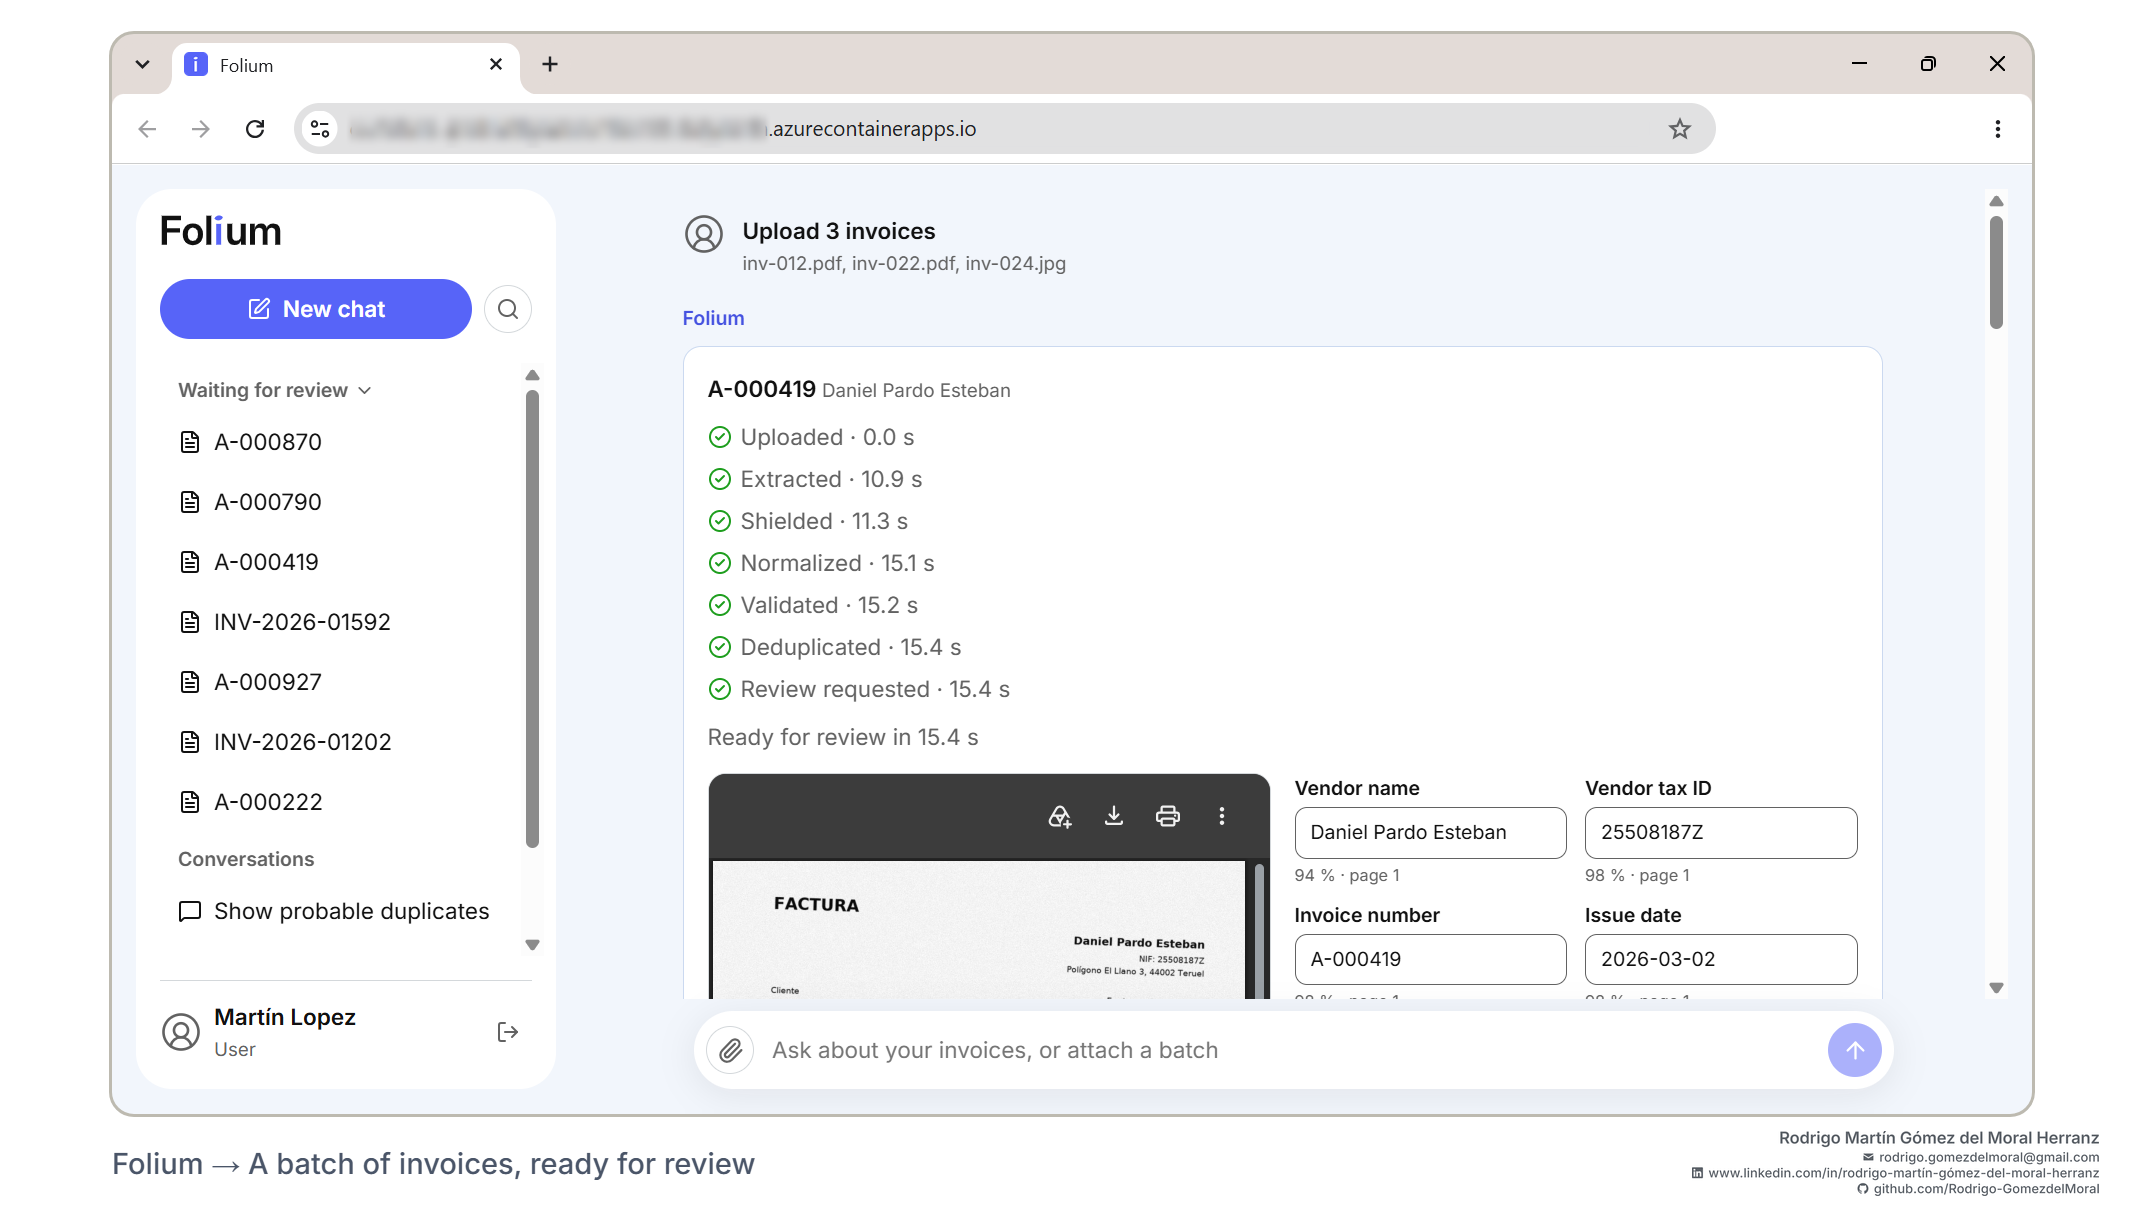 Folium
.azurecontainerapps.io
Folium
New chat
Waiting for review
A-000870
A-000790
A-000419
INV-2026-01592
A-000927
INV-2026-01202
A-000222
Conversations
Show probable duplicates
Martín Lopez
User
Upload 3 invoices
inv-012.pdf, inv-022.pdf, inv-024.jpg
Folium
A-000419 Daniel Pardo Esteban
Uploaded · 0.0 s
Extracted · 10.9 s
Shielded · 11.3 s
Normalized · 15.1 s
Validated · 15.2 s
Deduplicated · 15.4 s
Review requested · 15.4 s
Ready for review in 15.4 s
FACTURA
Daniel Pardo Esteban
NIF: 25508187Z
Polígono El Llano 3, 44002 Teruel
Cliente
Vendor name
Daniel Pardo Esteban
94 % · page 1
Vendor tax ID
25508187Z
98 % · page 1
Invoice number
A-000419
Issue date
2026-03-02
Ask about your invoices, or attach a batch
Folium → A batch of invoices, ready for review
Rodrigo Martín Gómez del Moral Herranz
rodrigo.gomezdelmoral@gmail.com
www.linkedin.com/in/rodrigo-martín-gómez-del-moral-herranz
github.com/Rodrigo-GomezdelMoral